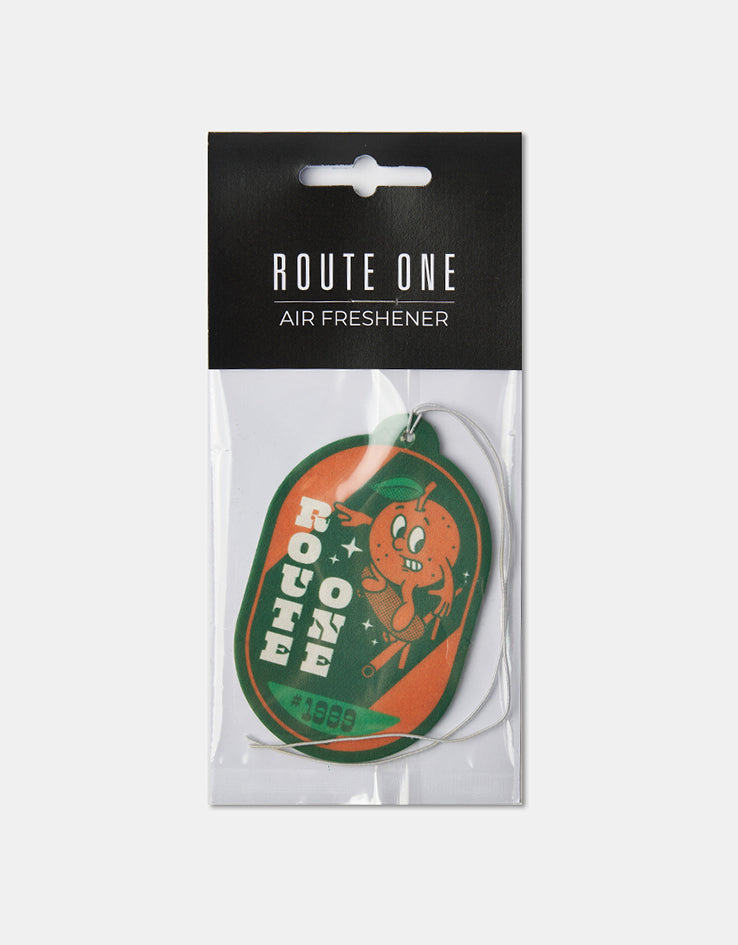 ROUTE ONE
AIR FRESHENER
ROUTE
ONE
#1989